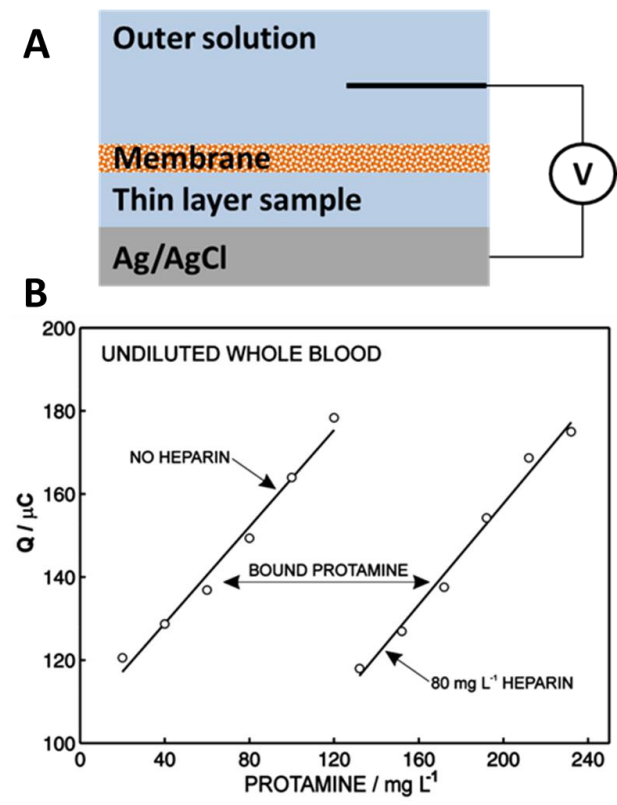 A
Outer solution
Membrane
V
Thin layer sample
Ag/AgCl
B
UNDILUTED WHOLE BLOOD
NO HEPARIN
BOUND PROTAMINE
80 mg L⁻¹ HEPARIN
Q / µC
200
180
160
140
120
100
0 40 80 120 160 200 240
PROTAMINE / mg L⁻¹